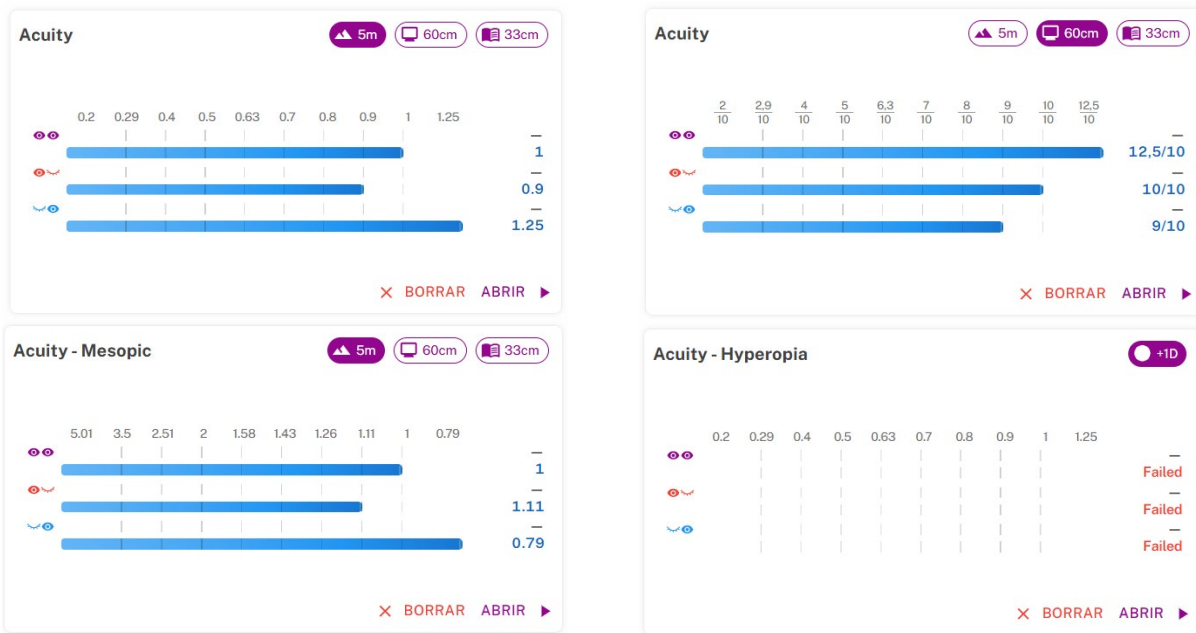 Acuity 5m 60cm 33cm
0.2 0.29 0.4 0.5 0.63 0.7 0.8 0.9 1 1.25
—
1
—
0.9
—
1.25
BORRAR ABRIR
Acuity 5m 60cm 33cm
2/10 2,9/10 4/10 5/10 6,3/10 7/10 8/10 9/10 10/10 12,5/10
—
12,5/10
—
10/10
—
9/10
BORRAR ABRIR
Acuity - Mesopic 5m 60cm 33cm
5.01 3.5 2.51 2 1.58 1.43 1.26 1.11 1 0.79
—
1
—
1.11
—
0.79
BORRAR ABRIR
Acuity - Hyperopia +1D
0.2 0.29 0.4 0.5 0.63 0.7 0.8 0.9 1 1.25
—
Failed
—
Failed
—
Failed
BORRAR ABRIR